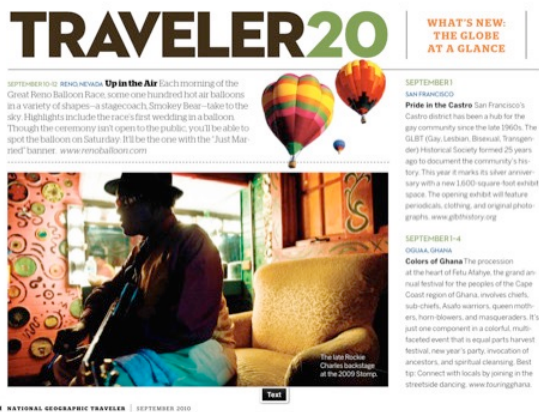 TRAVELER20
WHAT'S NEW:
THE GLOBE
AT A GLANCE
SEPTEMBER 10-12 RENO, NEVADA Up in the Air Each morning of the
Great Reno Balloon Race, some one hundred hot air balloons
in a variety of shapes—a stagecoach, Smokey Bear—take to the
sky. Highlights include the race's first wedding in a balloon.
Though the ceremony isn't open to the public, you'll be able to
spot the balloon on Saturday: It'll be the one with the "Just Mar-
ried" banner. www.renoballoon.com
The late Rockie
Charles backstage
at the 2009 Stomp.
SEPTEMBER 1
SAN FRANCISCO
Pride in the Castro San Francisco's
Castro district has been a hub for the
gay community since the late 1960s. The
GLBT (Gay, Lesbian, Bisexual, Transgen-
der) Historical Society formed 25 years
ago to document the community's his-
tory. This year it marks its silver anniver-
sary with a new 1,600-square-foot exhibit
space. The opening exhibit will feature
periodicals, clothing, and original photo-
graphs. www.glbthistory.org
SEPTEMBER 1-4
OGUAA, GHANA
Colors of Ghana The procession
at the heart of Fetu Afahye, the grand an-
nual festival for the peoples of the Cape
Coast region of Ghana, involves chiefs,
sub-chiefs, Asafo warriors, queen moth-
ers, horn-blowers, and masqueraders. It's
just one component in a colorful, multi-
faceted event that is equal parts harvest
festival, new year's party, invocation of
ancestors, and spiritual cleansing. Best
tip: Connect with locals by joining in the
streetside dancing. www.touringghana.
Text
NATIONAL GEOGRAPHIC TRAVELER | SEPTEMBER 2010